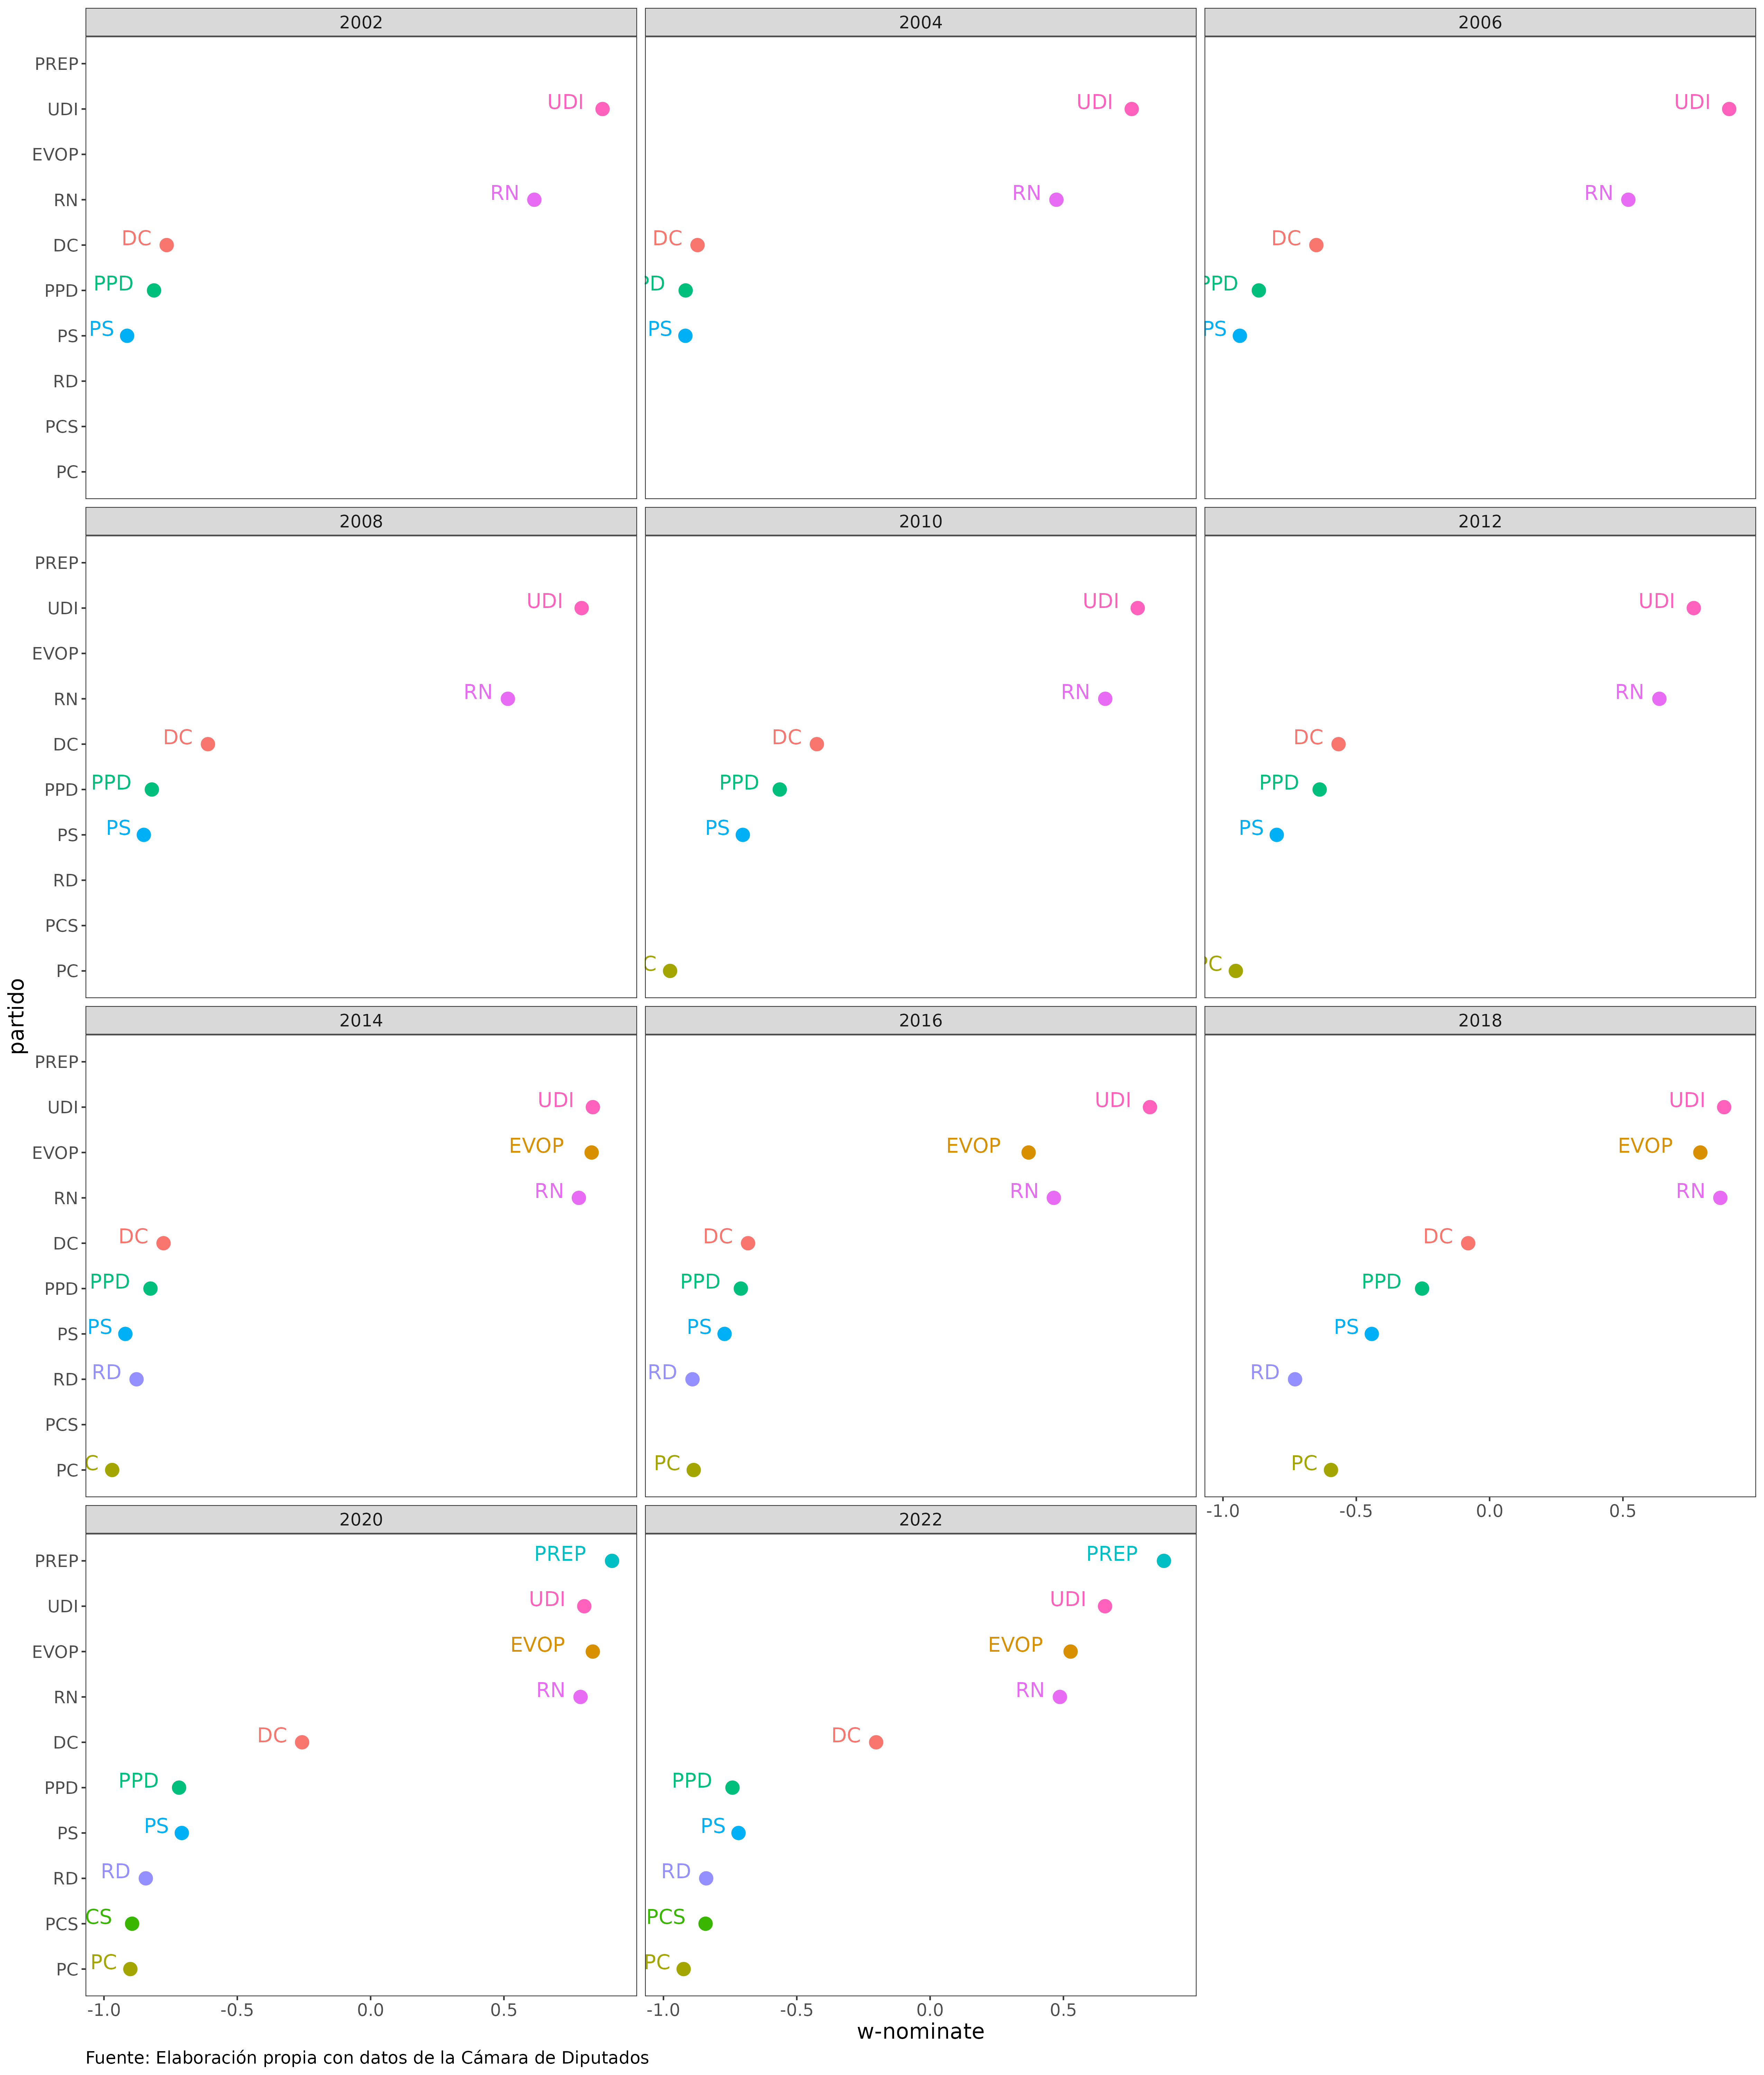 2002
2004
2006
PREP
UDI
EVOP
RN
DC
PPD
PS
RD
PCS
PC
UDI
RN
DC
PPD
PS
UDI
RN
DC
PD
PS
UDI
RN
DC
PPD
PS
2008
2010
2012
PREP
UDI
EVOP
RN
DC
PPD
PS
RD
PCS
PC
UDI
RN
DC
PPD
PS
UDI
RN
DC
PPD
PS
C
UDI
RN
DC
PPD
PS
PC
partido
2014
2016
2018
PREP
UDI
EVOP
RN
DC
PPD
PS
RD
PCS
PC
UDI
EVOP
RN
DC
PPD
PS
RD
C
UDI
EVOP
RN
DC
PPD
PS
RD
PC
UDI
EVOP
RN
DC
PPD
PS
RD
PC
-1.0 -0.5 0.0 0.5
2020
2022
PREP
UDI
EVOP
RN
DC
PPD
PS
RD
PCS
PC
PREP
UDI
EVOP
RN
DC
PPD
PS
RD
CS
PC
PREP
UDI
EVOP
RN
DC
PPD
PS
RD
PCS
PC
-1.0 -0.5 0.0 0.5
-1.0 -0.5 0.0 0.5
w-nominate
Fuente: Elaboración propia con datos de la Cámara de Diputados